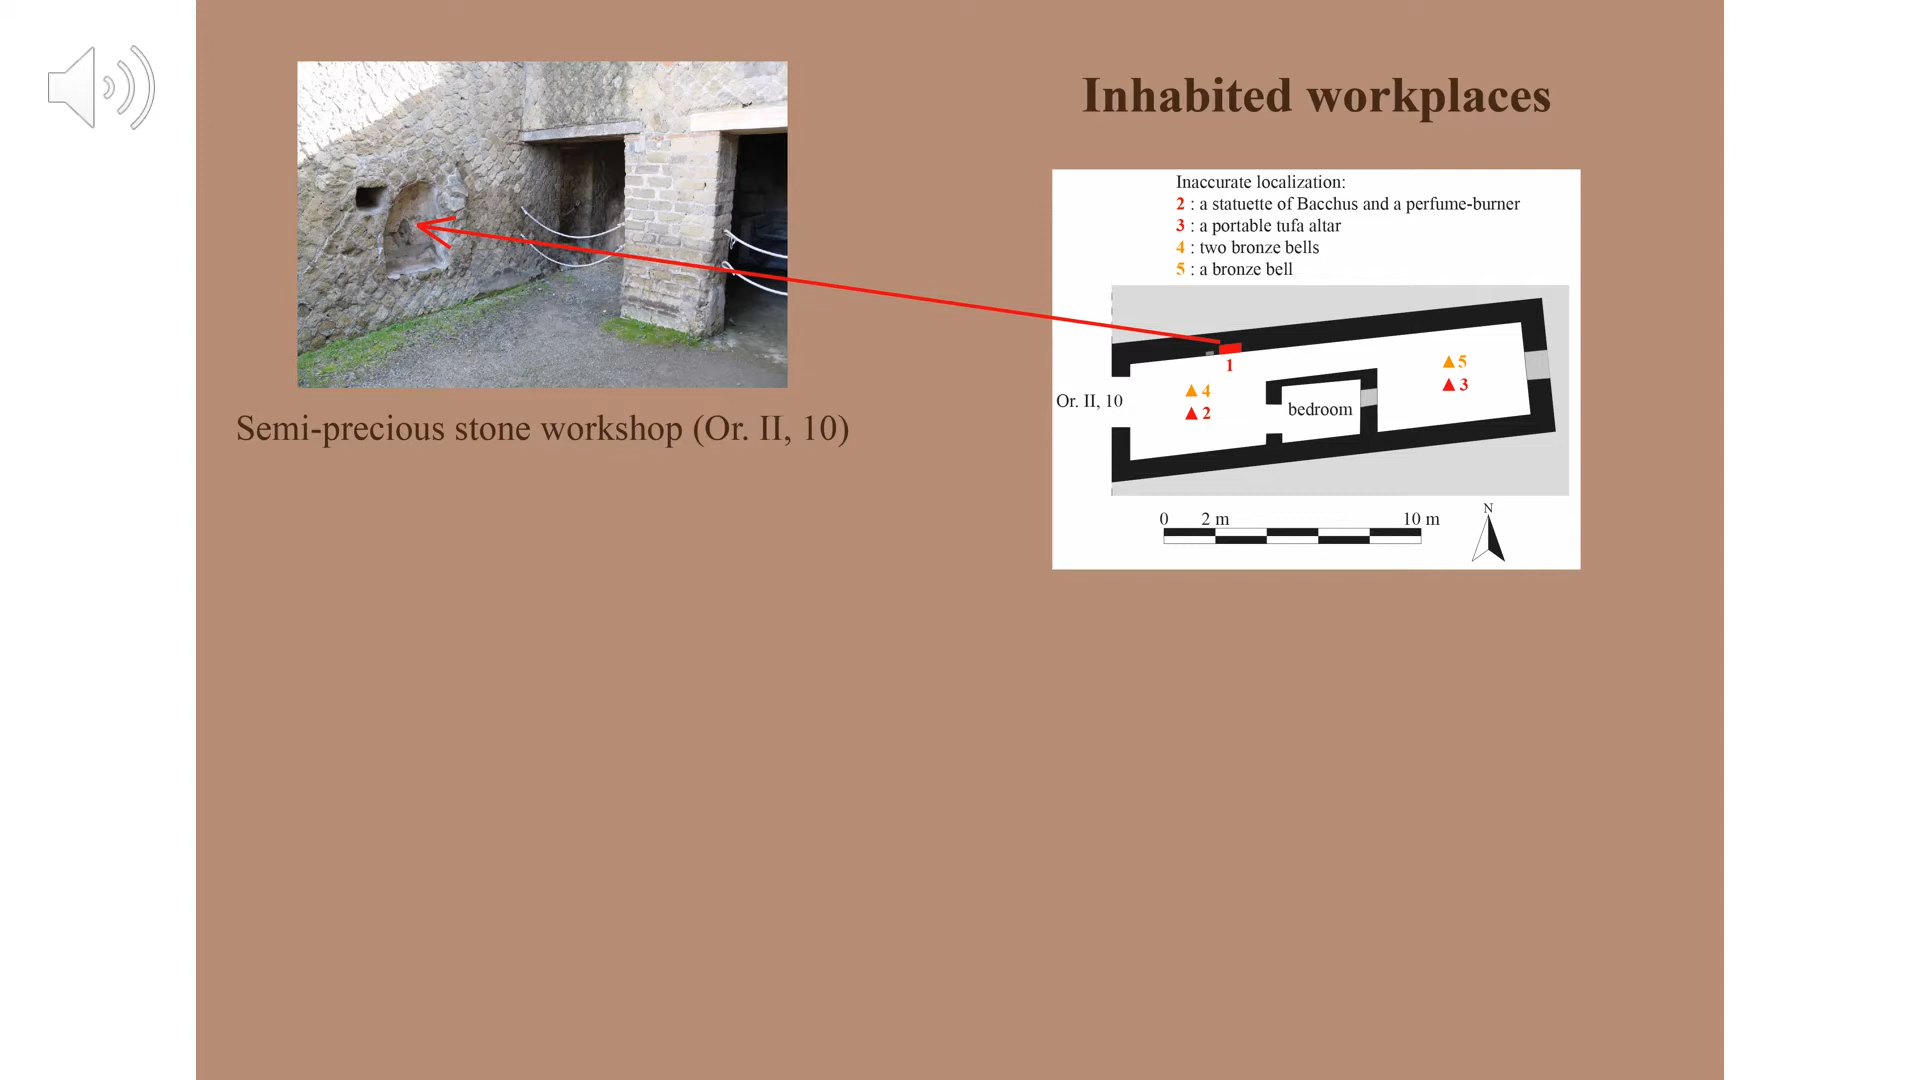 Inhabited workplaces
Inaccurate localization:
2 : a statuette of Bacchus and a perfume-burner
3 : a portable tufa altar
4 : two bronze bells
5 : a bronze bell
1
5
3
4
2
Or. II, 10
bedroom
0 2 m 10 m
N
Semi-precious stone workshop (Or. II, 10)